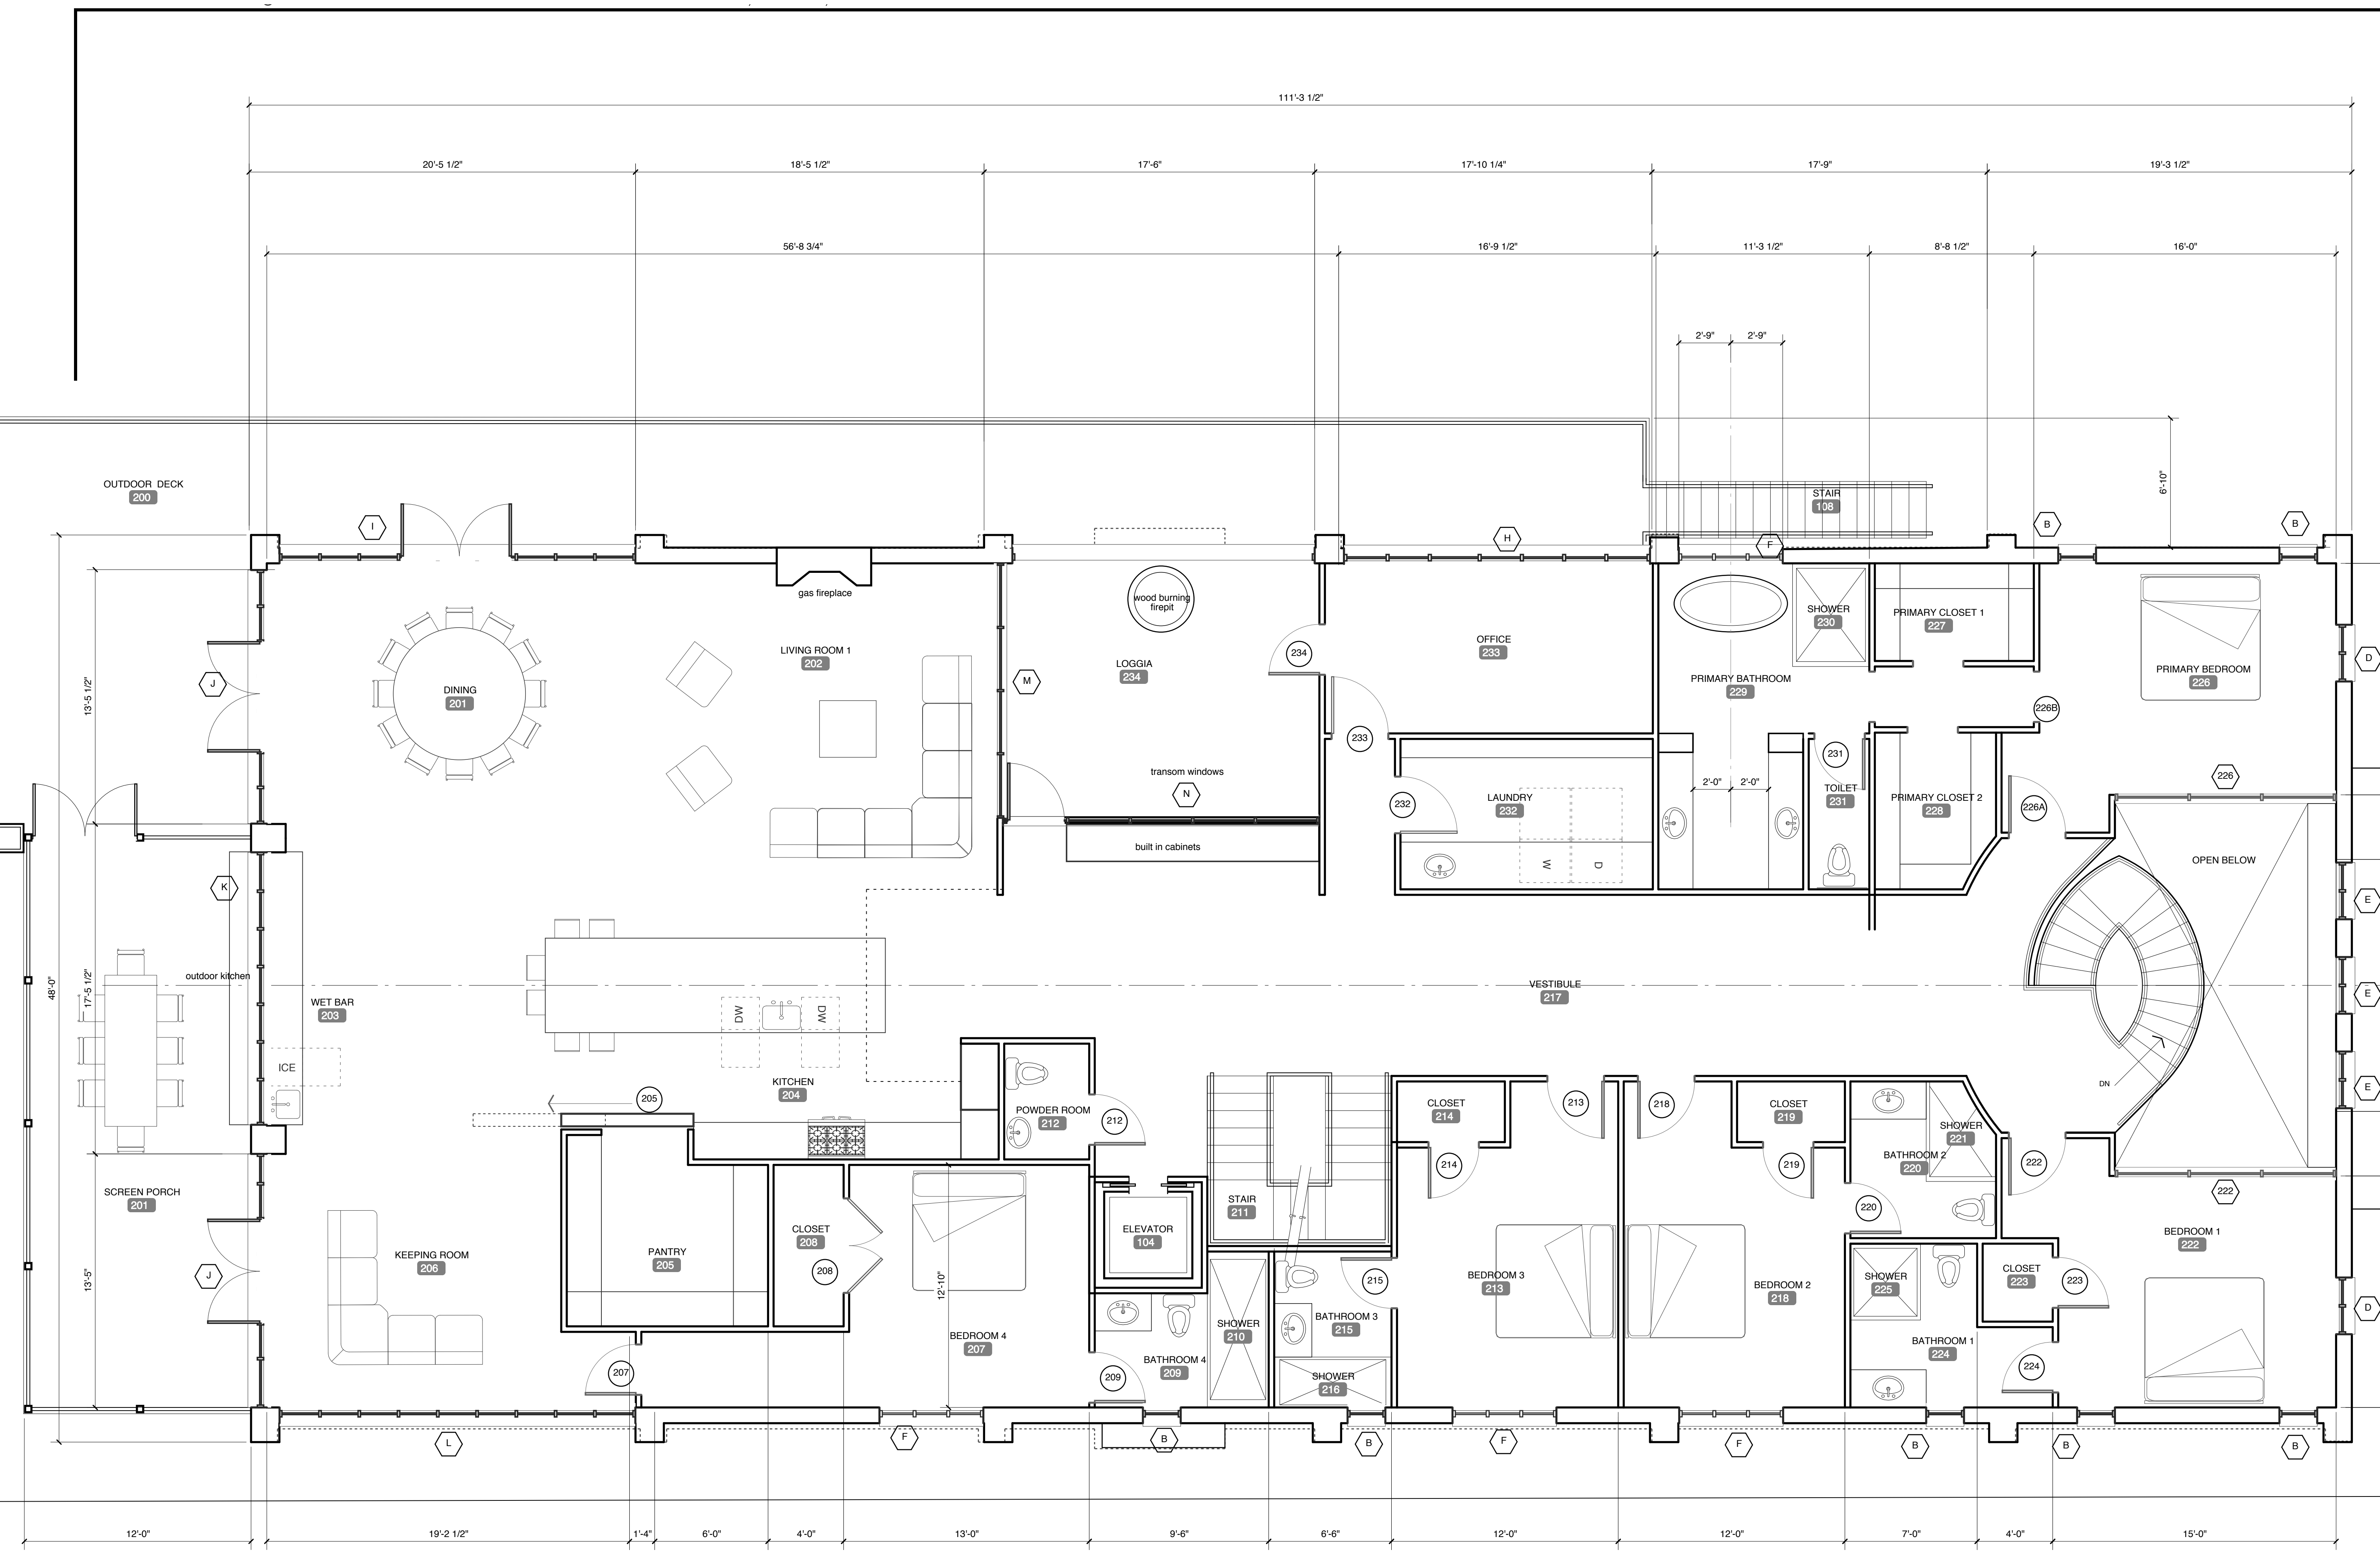 111'-3 1/2"
20'-5 1/2"
18'-5 1/2"
17'-6"
17'-10 1/4"
17'-9"
19'-3 1/2"
56'-8 3/4"
16'-9 1/2"
11'-3 1/2"
8'-8 1/2"
16'-0"
2'-9"
2'-9"
6'-10"
OUTDOOR DECK
200
STAIR
108
I
H
F
B
B
gas fireplace
wood burning
firepit
SHOWER
230
PRIMARY CLOSET 1
227
LIVING ROOM 1
202
OFFICE
233
234
LOGGIA
234
PRIMARY BEDROOM
226
D
J
M
DINING
201
PRIMARY BATHROOM
229
13'-5 1/2"
226B
233
231
transom windows
N
226
2'-0"
2'-0"
TOILET
231
LAUNDRY
232
232
PRIMARY CLOSET 2
228
226A
built in cabinets
W
D
OPEN BELOW
K
E
outdoor kitchen
48'-0"
17'-5 1/2"
VESTIBULE
217
E
WET BAR
203
DW
DW
ICE
KITCHEN
204
205
DN
E
POWDER ROOM
212
212
CLOSET
214
213
218
CLOSET
219
SHOWER
221
BATHROOM 2
220
214
219
222
SCREEN PORCH
201
STAIR
211
222
220
CLOSET
208
ELEVATOR
104
BEDROOM 1
222
KEEPING ROOM
206
PANTRY
205
208
J
13'-5"
12'-10"
215
BEDROOM 3
213
BEDROOM 2
218
SHOWER
225
CLOSET
223
223
SHOWER
210
BATHROOM 3
215
D
BEDROOM 4
207
BATHROOM 1
224
BATHROOM 4
209
207
209
SHOWER
216
224
L
F
B
B
F
F
B
B
B
12'-0"
19'-2 1/2"
1'-4"
6'-0"
4'-0"
13'-0"
9'-6"
6'-6"
12'-0"
12'-0"
7'-0"
4'-0"
15'-0"